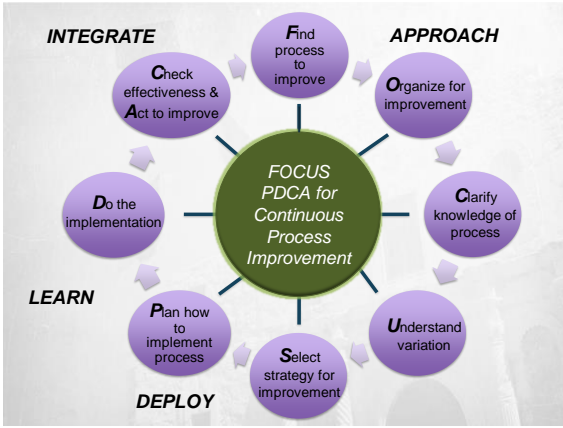 INTEGRATE
APPROACH
Find
process
to
improve
Organize for
improvement
Clarify
knowledge of
process
Understand
variation
Select
strategy for
improvement
Plan how
to
implement
process
Do the
implementation
Check
effectiveness &
Act to improve
FOCUS
PDCA for
Continuous
Process
Improvement
LEARN
DEPLOY